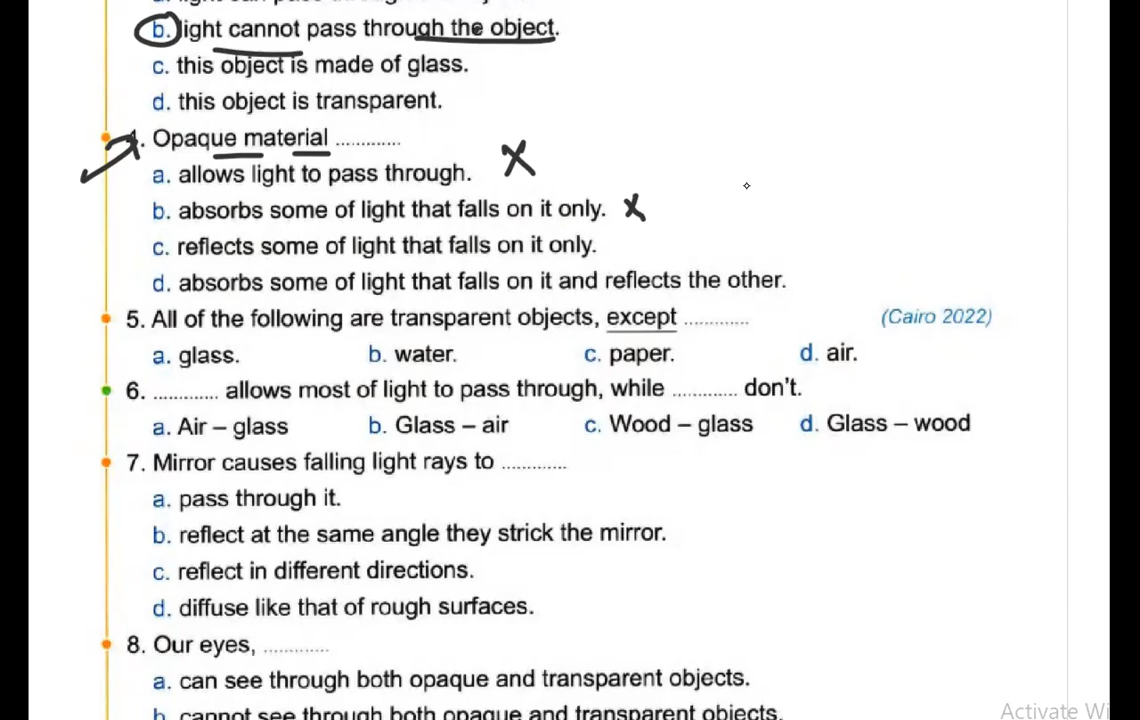 b. light cannot pass through the object.
c. this object is made of glass.
d. this object is transparent.
4. Opaque material .............
a. allows light to pass through.
b. absorbs some of light that falls on it only.
c. reflects some of light that falls on it only.
d. absorbs some of light that falls on it and reflects the other.
5. All of the following are transparent objects, except ............. (Cairo 2022)
a. glass. b. water. c. paper. d. air.
6. ............. allows most of light to pass through, while ............. don't.
a. Air – glass b. Glass – air c. Wood – glass d. Glass – wood
7. Mirror causes falling light rays to .............
a. pass through it.
b. reflect at the same angle they strick the mirror.
c. reflect in different directions.
d. diffuse like that of rough surfaces.
8. Our eyes, .............
a. can see through both opaque and transparent objects.
b. cannot see through both opaque and transparent objects.
Activate Wi